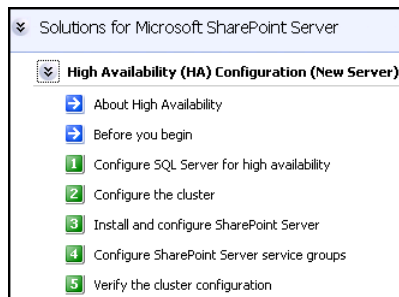 Solutions for Microsoft SharePoint Server
High Availability (HA) Configuration (New Server)
About High Availability
Before you begin
1 Configure SQL Server for high availability
2 Configure the cluster
3 Install and configure SharePoint Server
4 Configure SharePoint Server service groups
5 Verify the cluster configuration